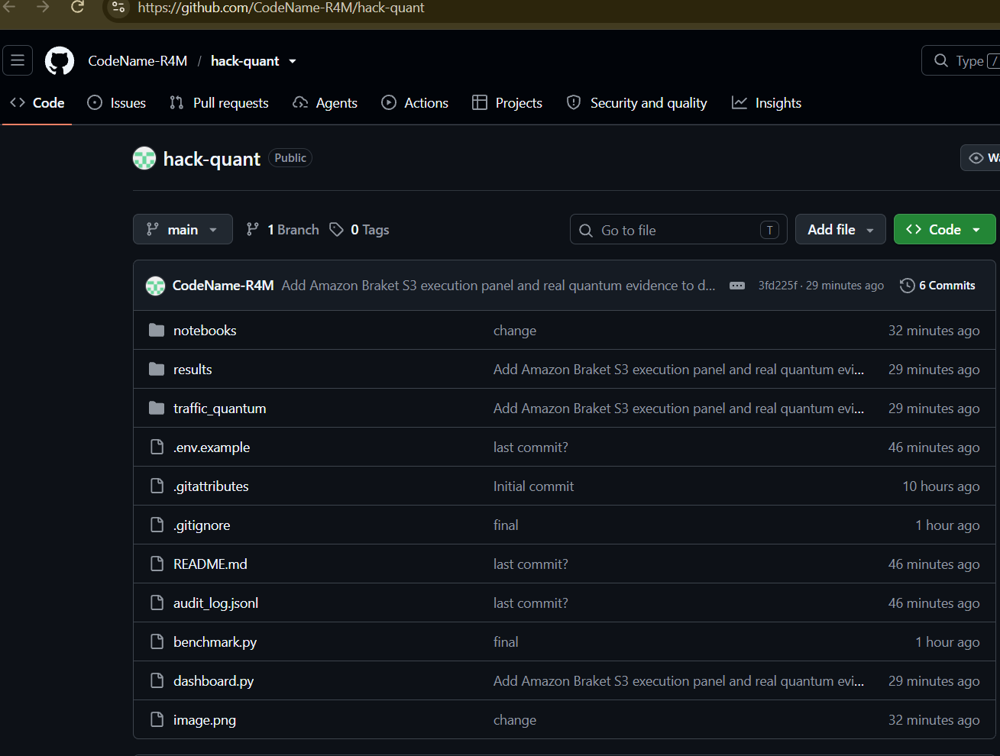 https://github.com/CodeName-R4M/hack-quant
CodeName-R4M / hack-quant
Type /
Code Issues Pull requests Agents Actions Projects Security and quality Insights
hack-quant Public
main 1 Branch 0 Tags Go to file T Add file Code
CodeName-R4M Add Amazon Braket S3 execution panel and real quantum evidence to d... 3fd225f · 29 minutes ago 6 Commits
notebooks change 32 minutes ago
results Add Amazon Braket S3 execution panel and real quantum evi... 29 minutes ago
traffic_quantum Add Amazon Braket S3 execution panel and real quantum evi... 29 minutes ago
.env.example last commit? 46 minutes ago
.gitattributes Initial commit 10 hours ago
.gitignore final 1 hour ago
README.md last commit? 46 minutes ago
audit_log.jsonl last commit? 46 minutes ago
benchmark.py final 1 hour ago
dashboard.py Add Amazon Braket S3 execution panel and real quantum evi... 29 minutes ago
image.png change 32 minutes ago